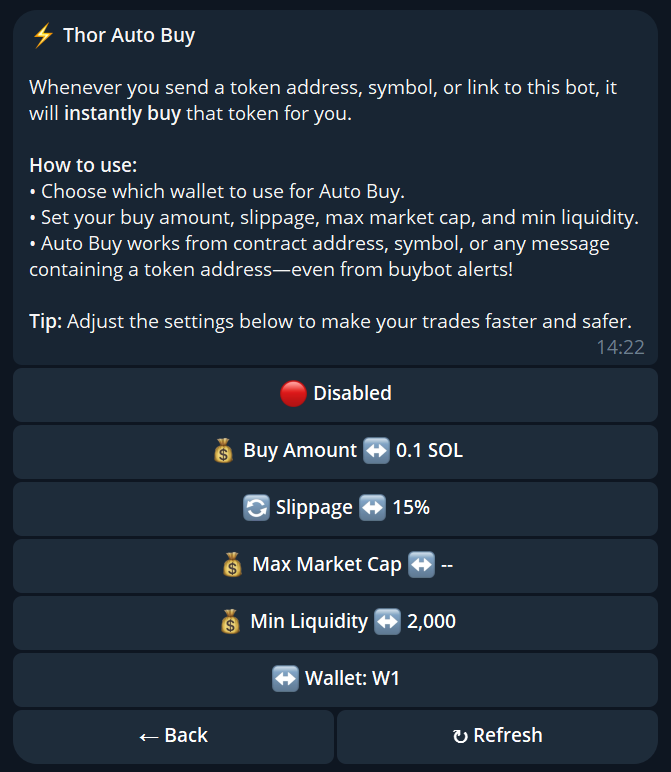 ⚡ Thor Auto Buy
Whenever you send a token address, symbol, or link to this bot, it
will instantly buy that token for you.
How to use:
• Choose which wallet to use for Auto Buy.
• Set your buy amount, slippage, max market cap, and min liquidity.
• Auto Buy works from contract address, symbol, or any message
containing a token address—even from buybot alerts!
Tip: Adjust the settings below to make your trades faster and safer.
14:22
🔴 Disabled
💰 Buy Amount ↔️ 0.1 SOL
🔄 Slippage ↔️ 15%
💰 Max Market Cap ↔️ --
💰 Min Liquidity ↔️ 2,000
↔️ Wallet: W1
← Back
↻ Refresh